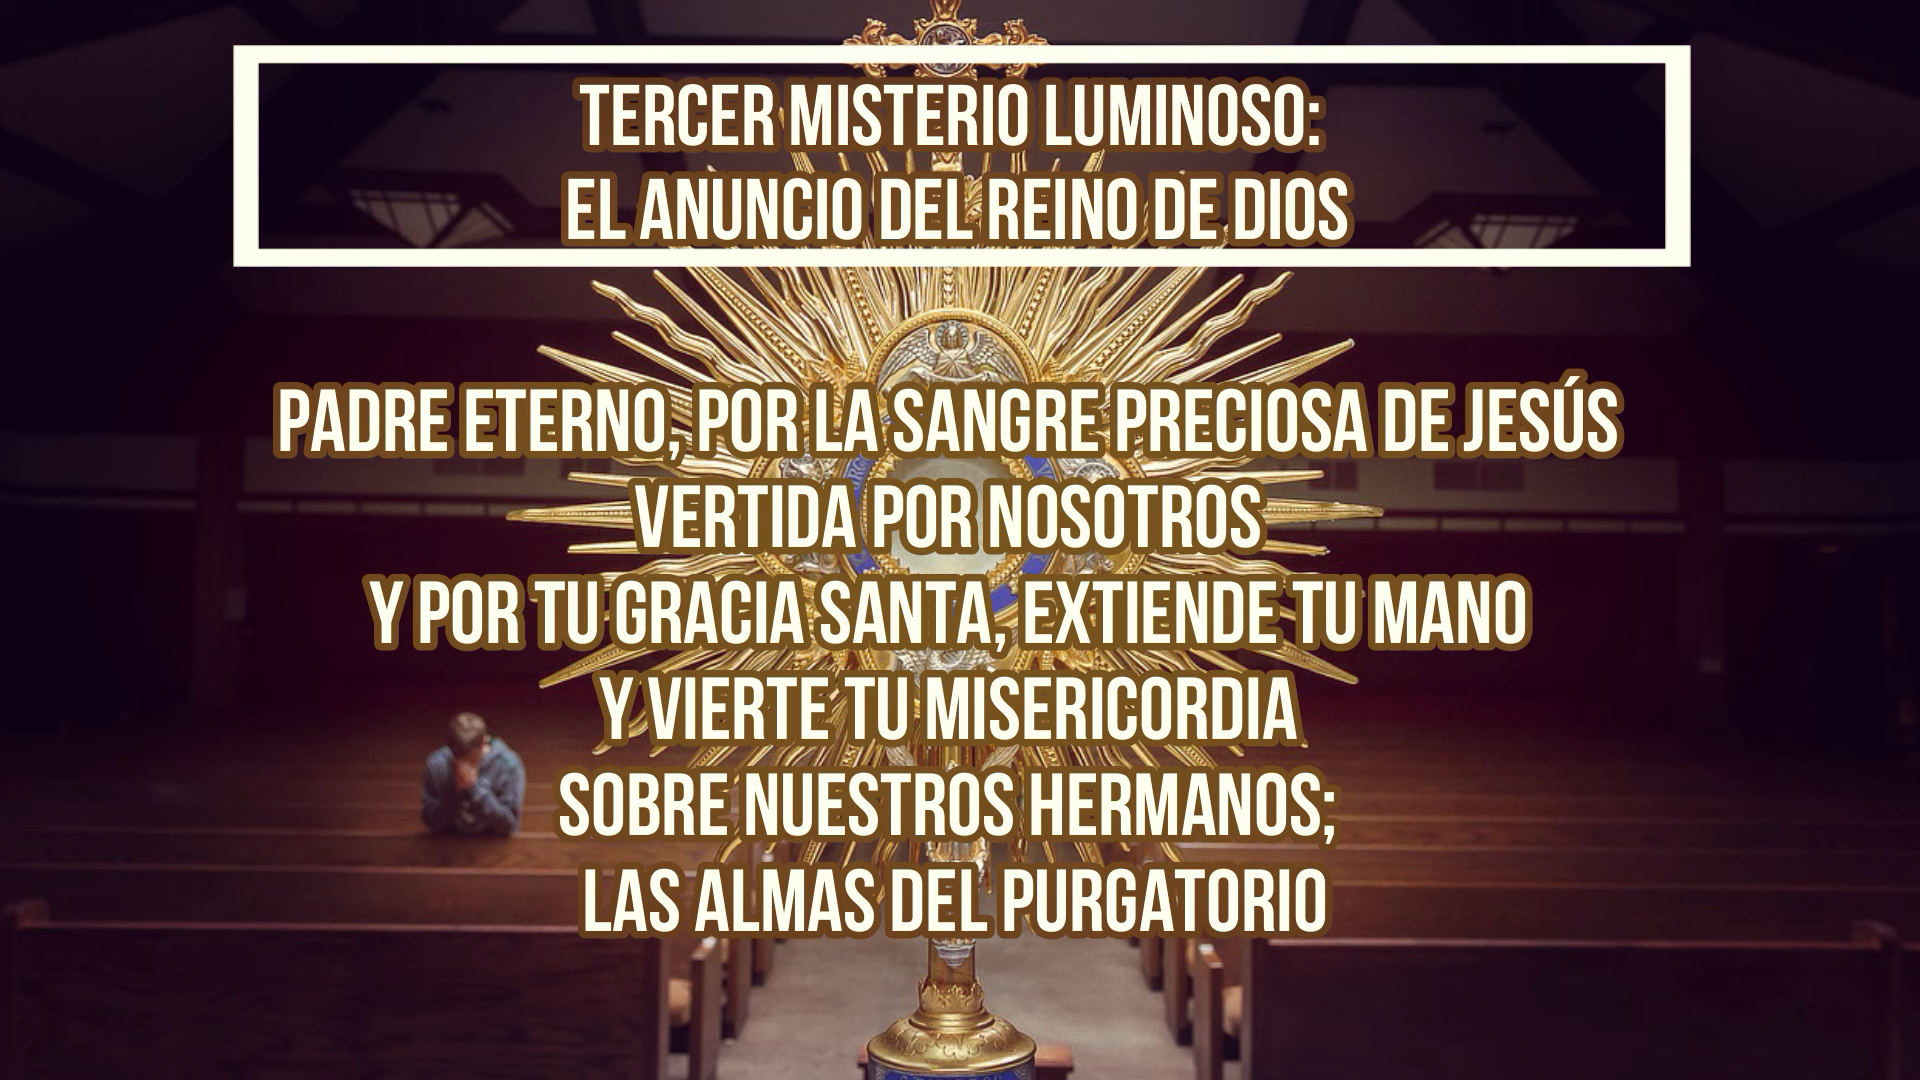 TERCER MISTERIO LUMINOSO:
EL ANUNCIO DEL REINO DE DIOS
PADRE ETERNO, POR LA SANGRE PRECIOSA DE JESÚS
VERTIDA POR NOSOTROS
Y POR TU GRACIA SANTA, EXTIENDE TU MANO
Y VIERTE TU MISERICORDIA
SOBRE NUESTROS HERMANOS;
LAS ALMAS DEL PURGATORIO